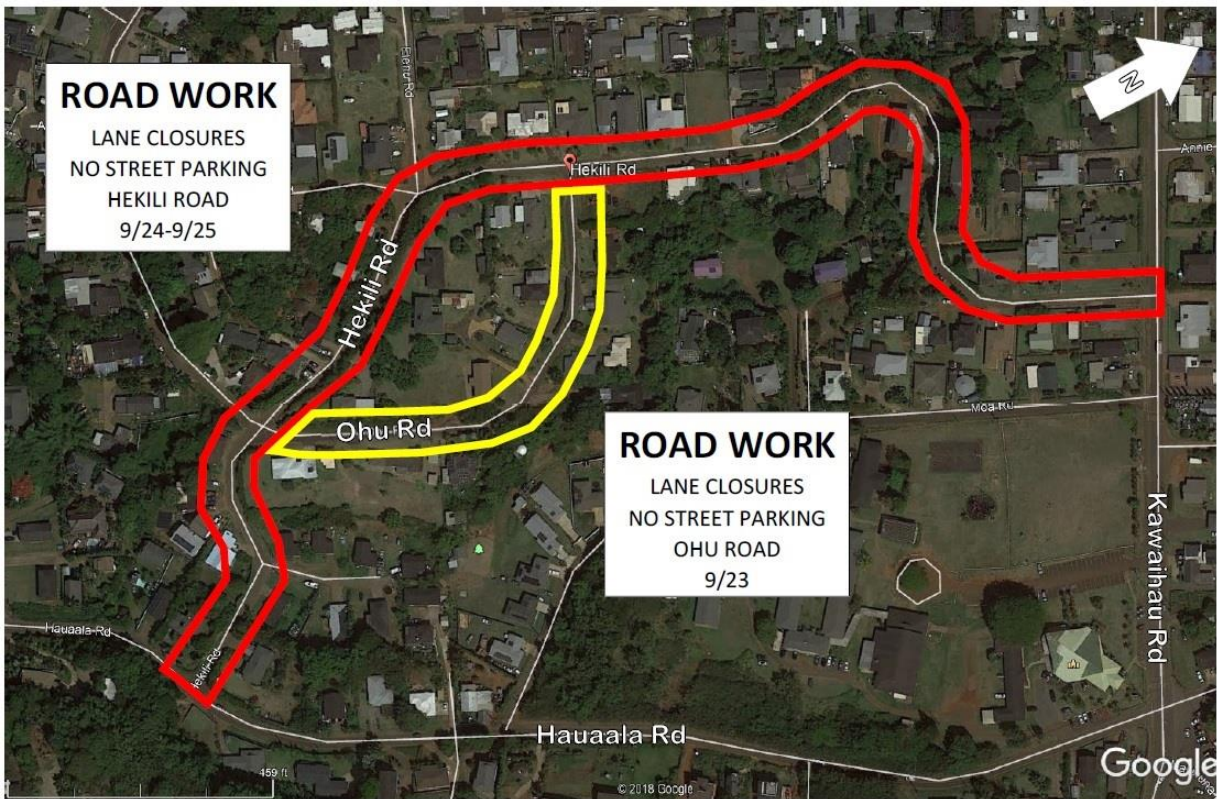 ROAD WORK
LANE CLOSURES
NO STREET PARKING
HEKILI ROAD
9/24-9/25
N
Hekili Rd
Hekili Rd
Annie
Ohu Rd
Moa Rd
ROAD WORK
LANE CLOSURES
NO STREET PARKING
OHU ROAD
9/23
Kawaihau Rd
Hauaala Rd
Hekili Rd
Hauaala Rd
459 ft
© 2018 Google
Google